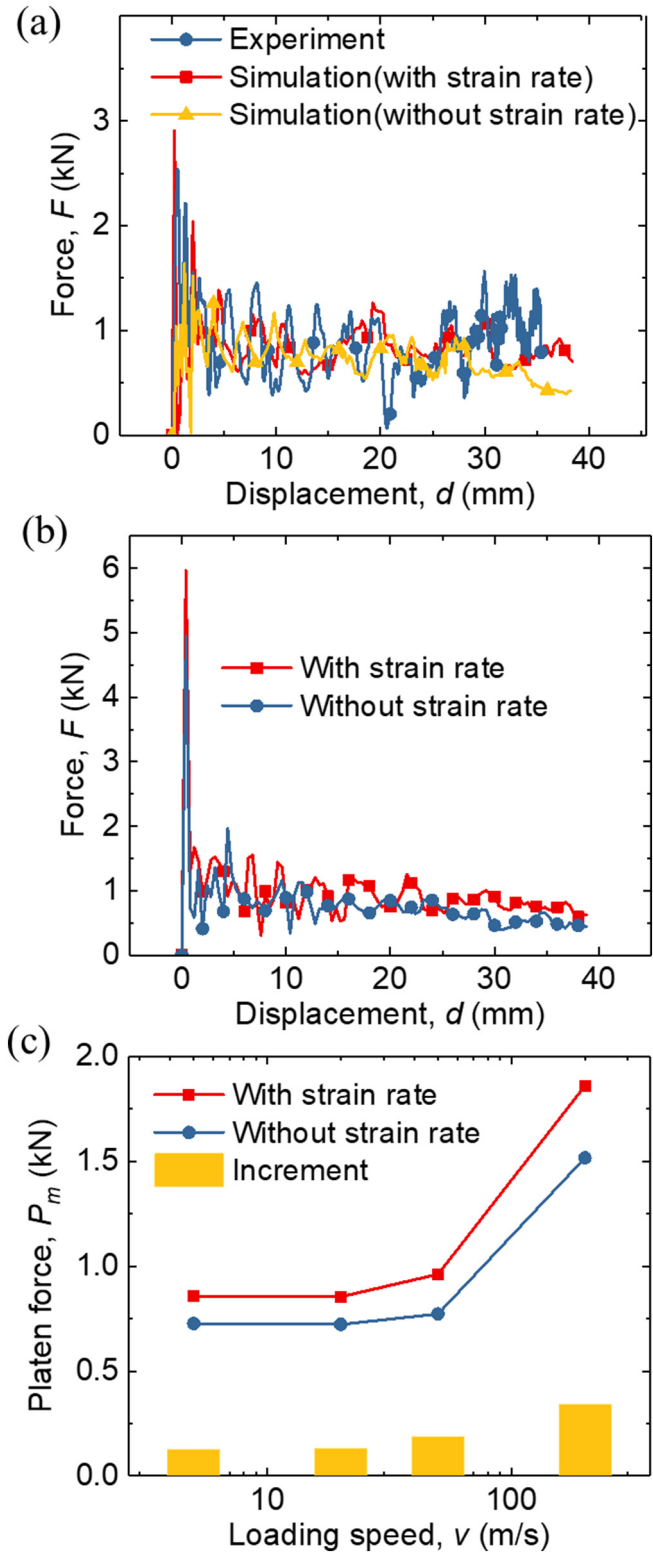 (a)
Experiment
Simulation(with strain rate)
Simulation(without strain rate)
3
2
1
0
Force, F (kN)
0 10 20 30 40
Displacement, d (mm)
(b)
6
5
4
3
2
1
0
Force, F (kN)
With strain rate
Without strain rate
0 10 20 30 40
Displacement, d (mm)
(c)
2.0
1.5
1.0
0.5
0.0
Platen force, Pm (kN)
With strain rate
Without strain rate
Increment
10 100
Loading speed, v (m/s)